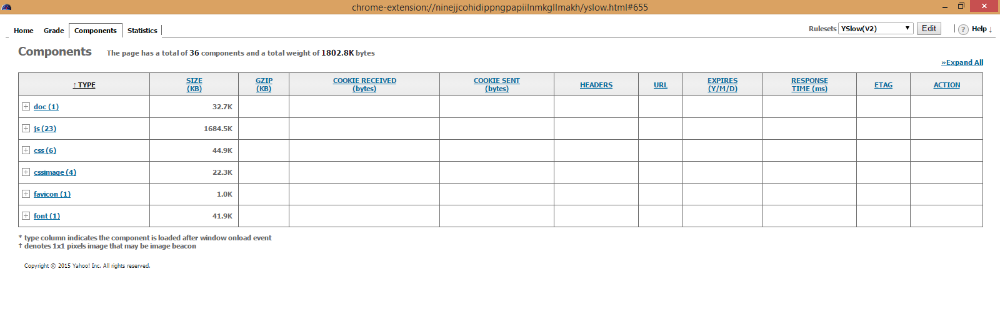 chrome-extension://ninejjcohidippngpapiilnmkgllmakh/yslow.html#655
Home Grade Components Statistics Rulesets YSlow(V2) Edit ? Help ↓
Components The page has a total of 36 components and a total weight of 1802.8K bytes
»Expand All
↑ TYPE SIZE (KB) GZIP (KB) COOKIE RECEIVED (bytes) COOKIE SENT (bytes) HEADERS URL EXPIRES (Y/M/D) RESPONSE TIME (ms) ETAG ACTION
doc (1) 32.7K
js (23) 1684.5K
css (6) 44.9K
cssimage (4) 22.3K
favicon (1) 1.0K
font (1) 41.9K
* type column indicates the component is loaded after window onload event
† denotes 1x1 pixels image that may be image beacon
Copyright © 2015 Yahoo! Inc. All rights reserved.